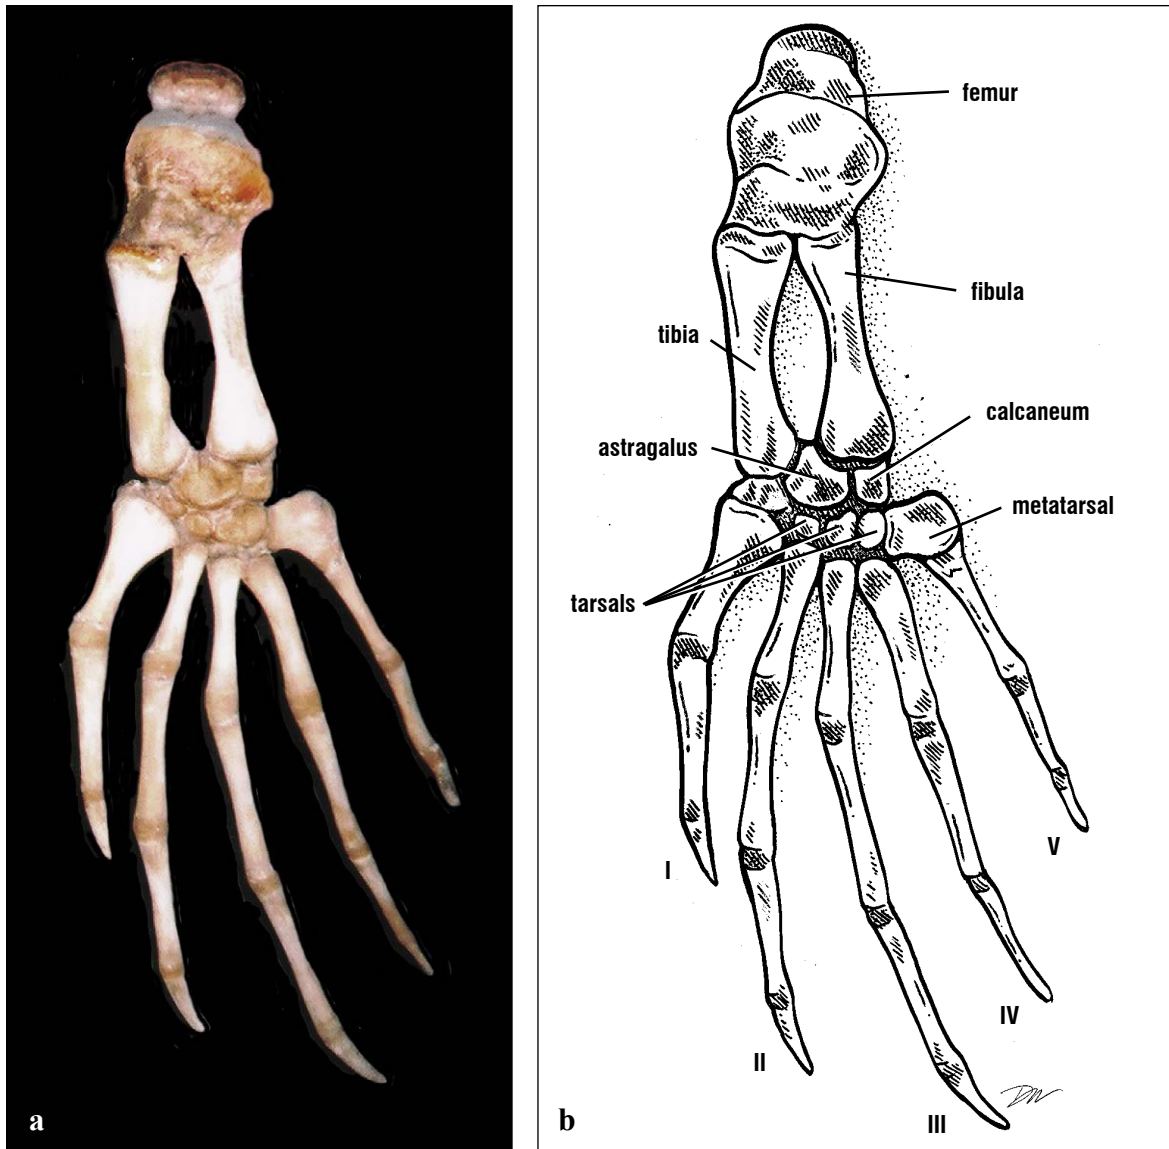 femur
fibula
tibia
calcaneum
astragalus
metatarsal
tarsals
V
I
IV
II
III
a
b